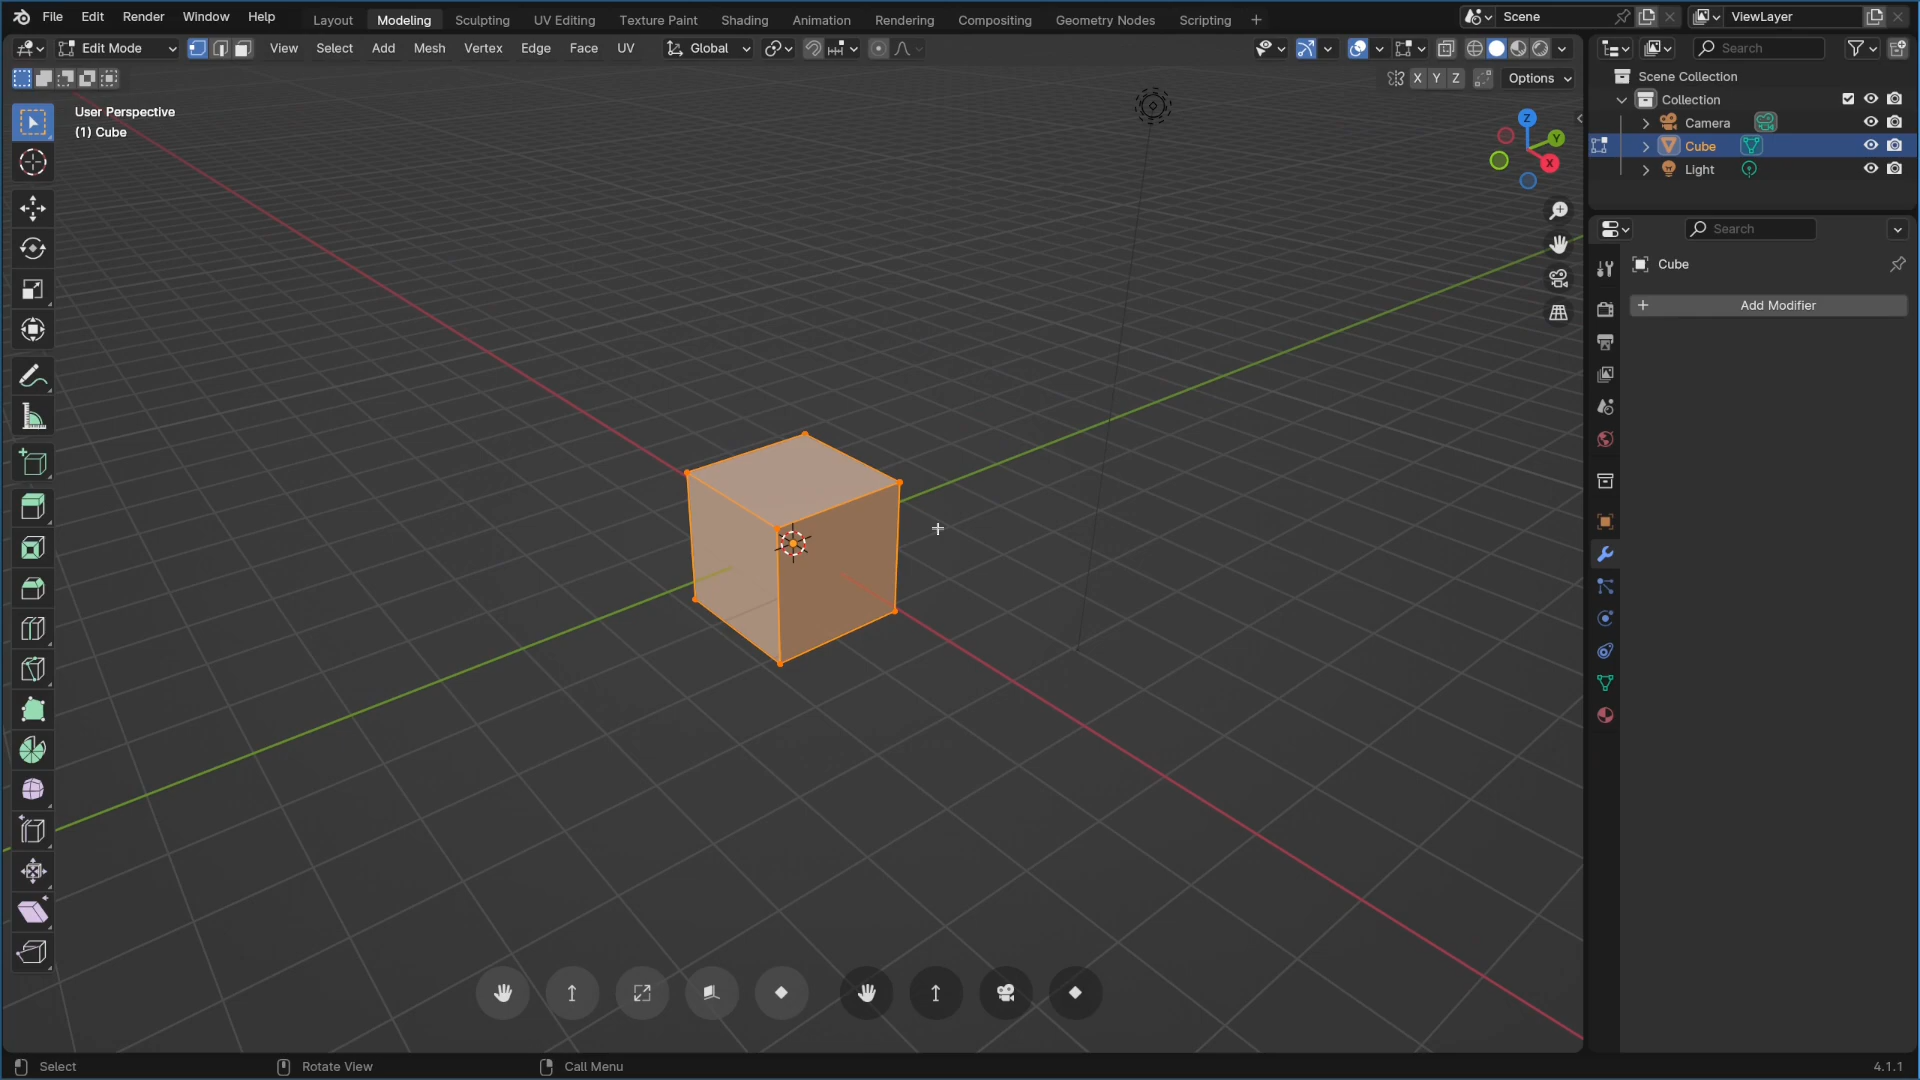 File Edit Render Window Help Layout Modeling Sculpting UV Editing Texture Paint Shading Animation Rendering Compositing Geometry Nodes Scripting + Scene ViewLayer
Edit Mode View Select Add Mesh Vertex Edge Face UV Global Search
X Y Z Options
Scene Collection
User Perspective
(1) Cube
Collection
Camera
Cube
Light
Z
Y
X
Search
Cube
+ Add Modifier
Select Rotate View Call Menu 4.1.1